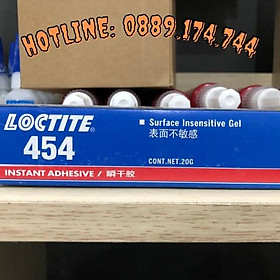 HOTLINE: 0889.174.744
LOCTITE®
454
Surface Insensitive Gel
表面不敏感
CONT.NET.20G
INSTANT ADHESIVE / 瞬干胶